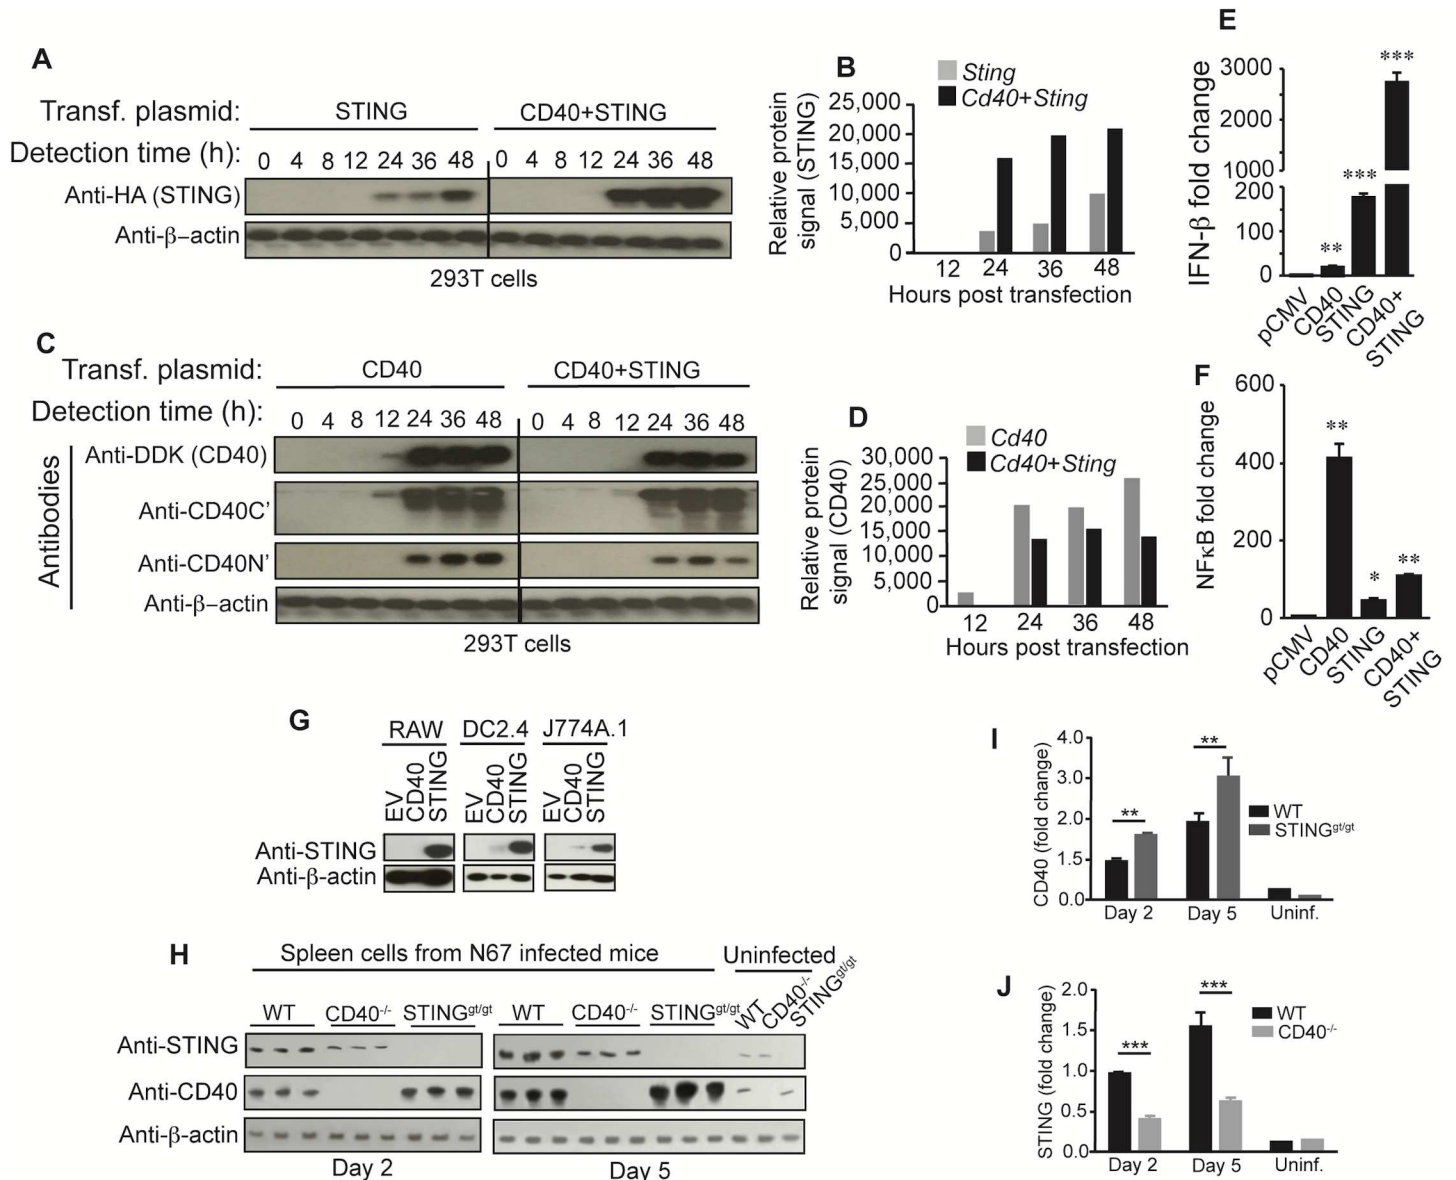 A
Transf. plasmid: STING CD40+STING
Detection time (h): 0 4 8 12 24 36 48 0 4 8 12 24 36 48
Anti-HA (STING)
Anti-β–actin
293T cells
B
Sting
Cd40+Sting
Relative protein signal (STING)
25,000
20,000
15,000
10,000
5,000
0
12 24 36 48
Hours post transfection
E
IFN-β fold change
3000
2000
1000
200
100
0
** *** ***
pCMV CD40 STING CD40+ STING
C
Transf. plasmid: CD40 CD40+STING
Detection time (h): 0 4 8 12 24 36 48 0 4 8 12 24 36 48
Antibodies
Anti-DDK (CD40)
Anti-CD40C’
Anti-CD40N’
Anti-β–actin
293T cells
D
Cd40
Cd40+Sting
Relative protein signal (CD40)
30,000
25,000
20,000
15,000
10,000
5,000
0
12 24 36 48
Hours post transfection
F
NFκB fold change
600
400
200
0
** * **
pCMV CD40 STING CD40+ STING
G
RAW DC2.4 J774A.1
EV CD40 STING EV CD40 STING EV CD40 STING
Anti-STING
Anti-β-actin
H
Spleen cells from N67 infected mice Uninfected
WT CD40-/- STINGgt/gt WT CD40-/- STINGgt/gt WT CD40-/- STINGgt/gt
Anti-STING
Anti-CD40
Anti-β-actin
Day 2 Day 5
I
CD40 (fold change)
4.0
3.0
2.0
1.5
0.0
** **
WT
STINGgt/gt
Day 2 Day 5 Uninf.
J
STING (fold change)
2.0
1.5
1.0
0.5
0.0
*** ***
WT
CD40-/-
Day 2 Day 5 Uninf.